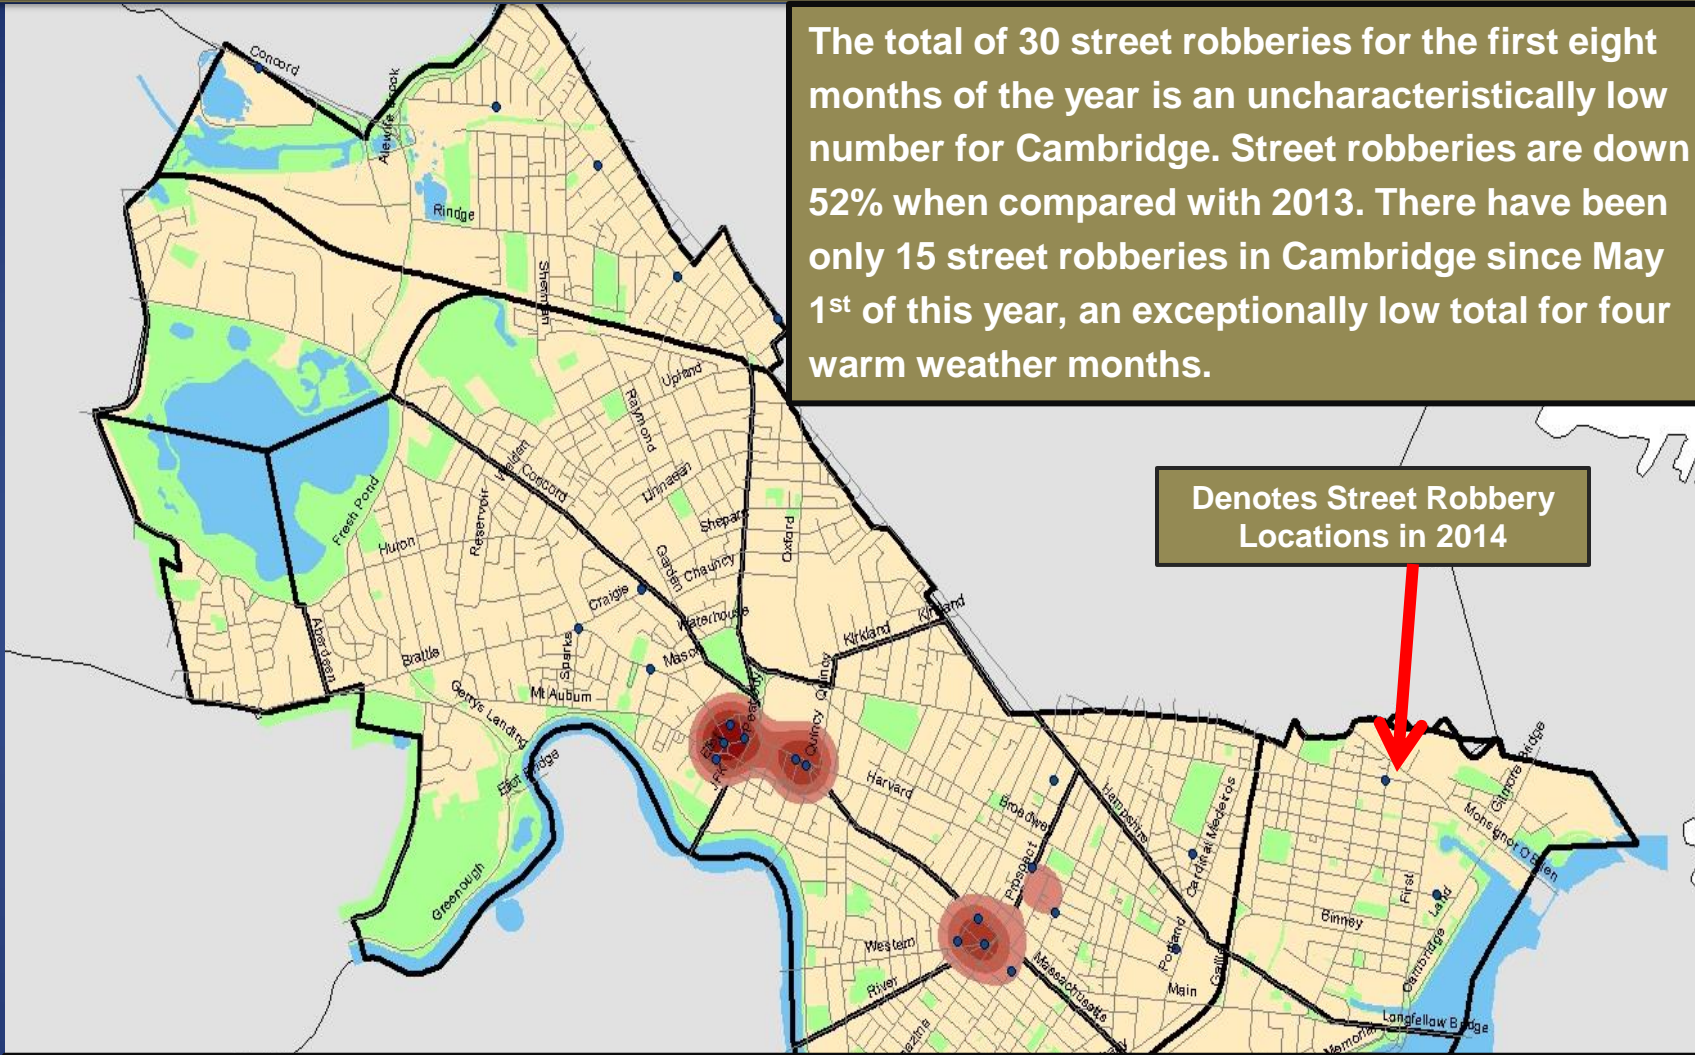 The total of 30 street robberies for the first eight
months of the year is an uncharacteristically low
number for Cambridge. Street robberies are down
52% when compared with 2013. There have been
only 15 street robberies in Cambridge since May
1st of this year, an exceptionally low total for four
warm weather months.
Denotes Street Robbery
Locations in 2014
Concord
Alewife Brook
Rindge
Sherman
Upland
Raymond
Walden
Concord
Linnaean
Reservoir
Fresh Pond
Huron
Shepard
Oxford
Garden
Chauncy
Craigie
Waterhouse
Kirkland
Kirkland
Aberdeen
Brattle
Sparks
Mason
Mt Auburn
Gerrys Landing
Peabody
Quincy
Quincy
Eliot Bridge
Harvard
Broadway
Hampshire
Cardinal Medeiros
Gilmore Bridge
Monsignor O'Brien
Prospect
Greenough
First
Land
Binney
Western
Portland
Cambridge
River
Massachusetts
Main
Longfellow Bridge
Memorial